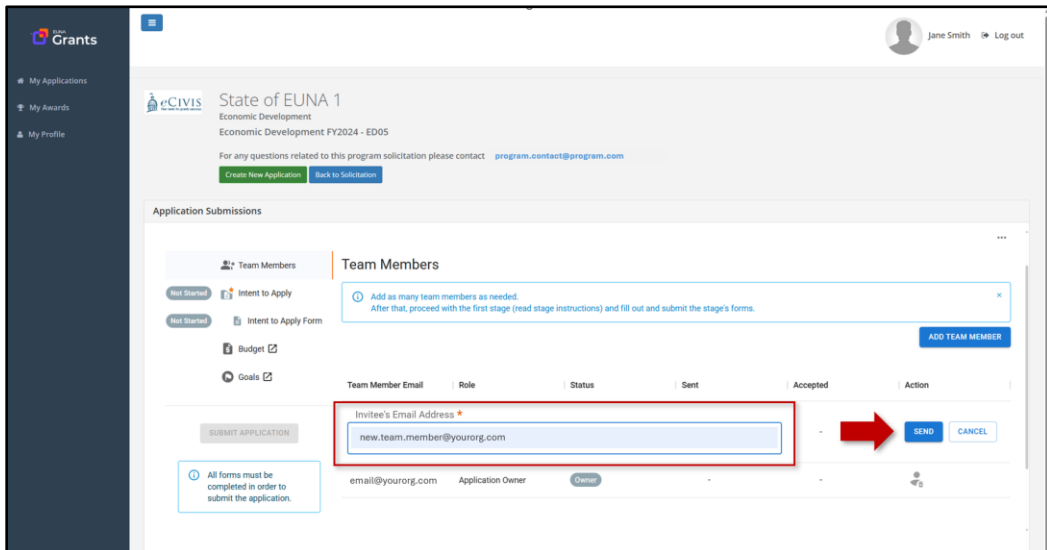 EUNA
Grants
Jane Smith
Log out
My Applications
My Awards
My Profile
eCIVIS
State of EUNA 1
Economic Development
Economic Development FY2024 - ED05
For any questions related to this program solicitation please contact program.contact@program.com
Create New Application
Back to Solicitation
Application Submissions
...
Team Members
Not Started
Intent to Apply
Not Started
Intent to Apply Form
Budget
Goals
SUBMIT APPLICATION
All forms must be
completed in order to
submit the application.
Team Members
Add as many team members as needed.
After that, proceed with the first stage (read stage instructions) and fill out and submit the stage's forms.
×
ADD TEAM MEMBER
Team Member Email Role Status Sent Accepted Action
Invitee's Email Address *
new.team.member@yourorg.com
- SEND CANCEL
email@yourorg.com Application Owner Owner - -